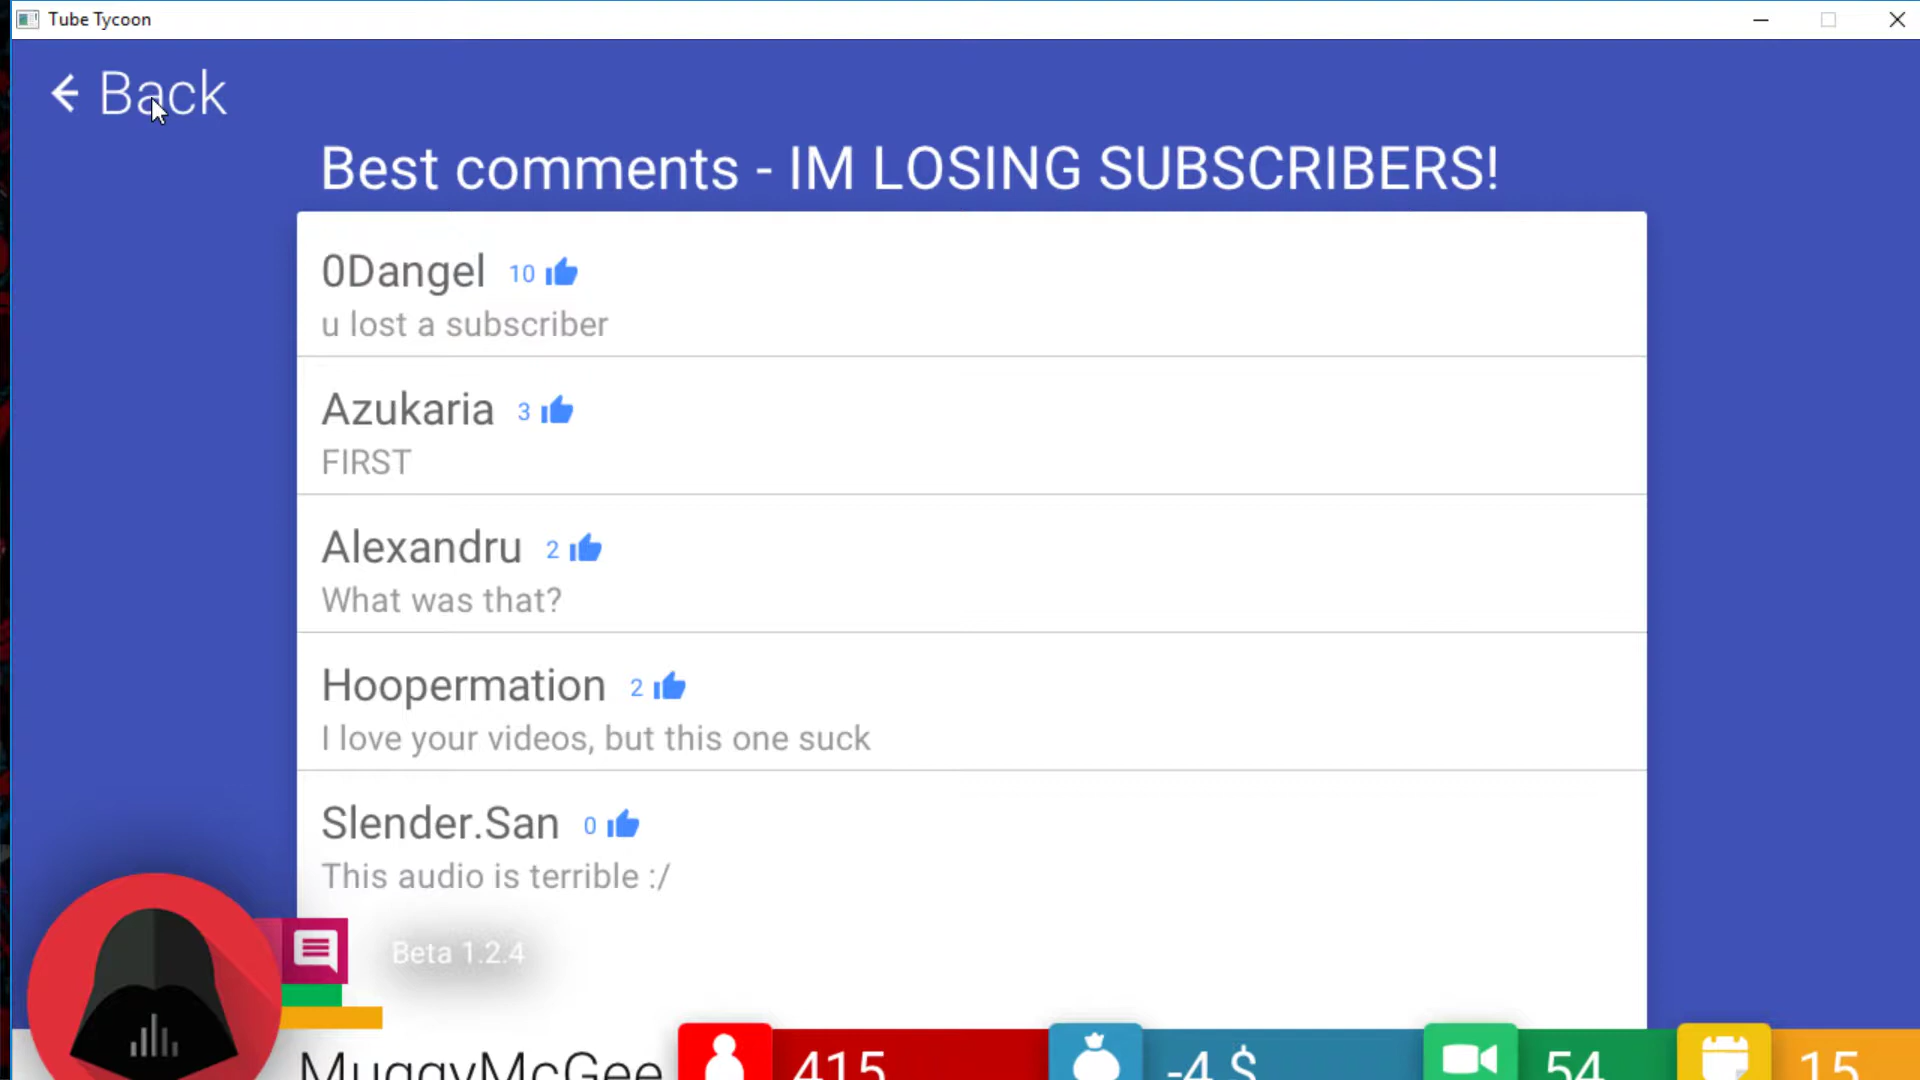 Tube Tycoon
Back
Best comments - IM LOSING SUBSCRIBERS!
0Dangel 10
u lost a subscriber
Azukaria 3
FIRST
Alexandru 2
What was that?
Hoopermation 2
I love your videos, but this one suck
Slender.San 0
This audio is terrible :/
Beta 1.2.4
MuggyMcGee 415 -4 $ 54 15